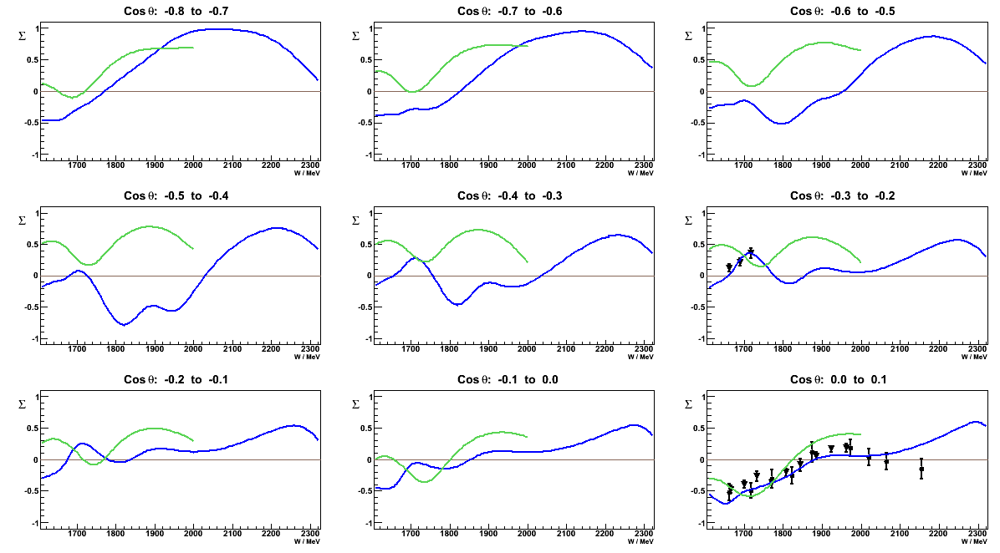 Cos θ: -0.8 to -0.7
Σ
1
0.5
0
-0.5
-1
1700 1800 1900 2000 2100 2200 2300
W / MeV
Cos θ: -0.7 to -0.6
Σ
1
0.5
0
-0.5
-1
1700 1800 1900 2000 2100 2200 2300
W / MeV
Cos θ: -0.6 to -0.5
Σ
1
0.5
0
-0.5
-1
1700 1800 1900 2000 2100 2200 2300
W / MeV
Cos θ: -0.5 to -0.4
Σ
1
0.5
0
-0.5
-1
1700 1800 1900 2000 2100 2200 2300
W / MeV
Cos θ: -0.4 to -0.3
Σ
1
0.5
0
-0.5
-1
1700 1800 1900 2000 2100 2200 2300
W / MeV
Cos θ: -0.3 to -0.2
Σ
1
0.5
0
-0.5
-1
1700 1800 1900 2000 2100 2200 2300
W / MeV
Cos θ: -0.2 to -0.1
Σ
1
0.5
0
-0.5
-1
1700 1800 1900 2000 2100 2200 2300
W / MeV
Cos θ: -0.1 to 0.0
Σ
1
0.5
0
-0.5
-1
1700 1800 1900 2000 2100 2200 2300
W / MeV
Cos θ: 0.0 to 0.1
Σ
1
0.5
0
-0.5
-1
1700 1800 1900 2000 2100 2200 2300
W / MeV